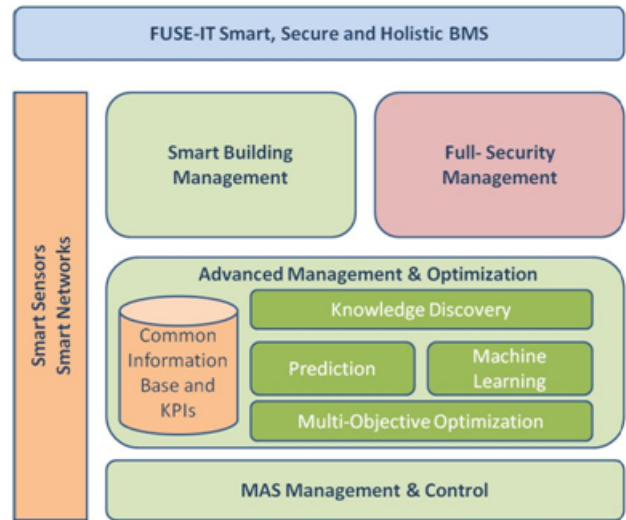 FUSE-IT Smart, Secure and Holistic BMS
Smart Sensors
Smart Networks
Smart Building
Management
Full- Security
Management
Advanced Management & Optimization
Common
Information
Base and
KPIs
Knowledge Discovery
Prediction
Machine
Learning
Multi-Objective Optimization
MAS Management & Control